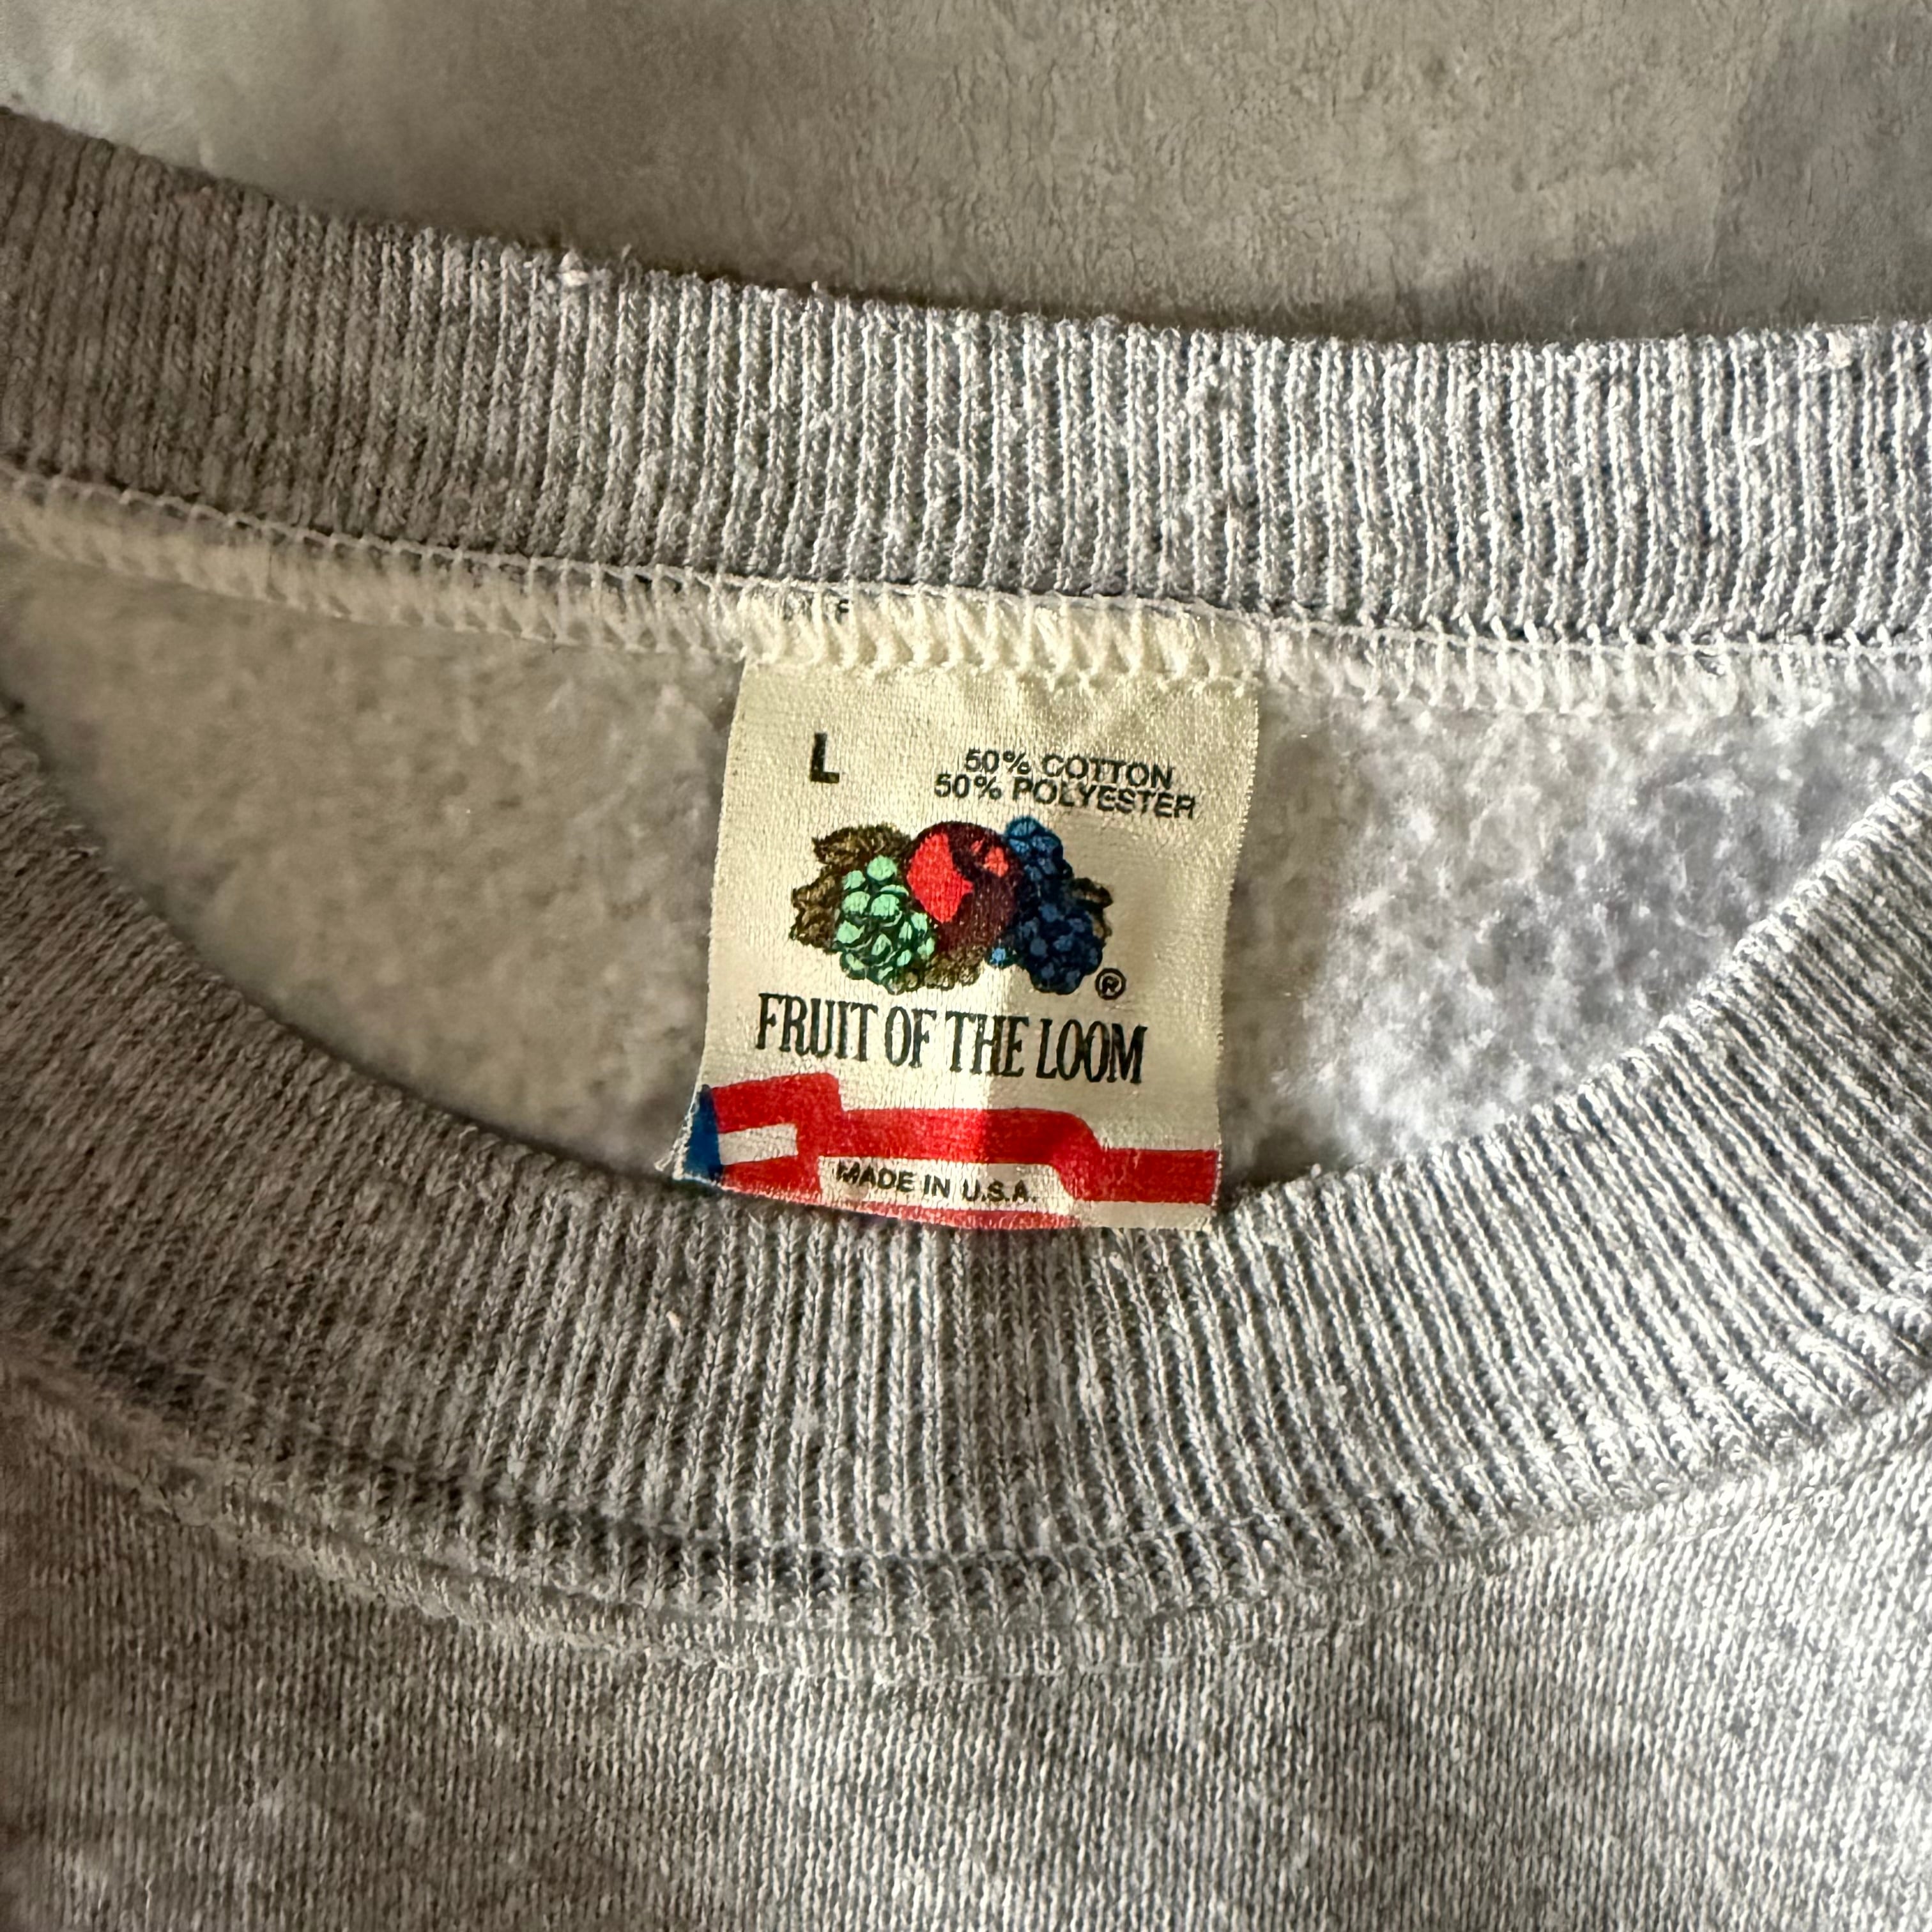 L
50% COTTON
50% POLYESTER
®
FRUIT OF THE LOOM
MADE IN U.S.A.